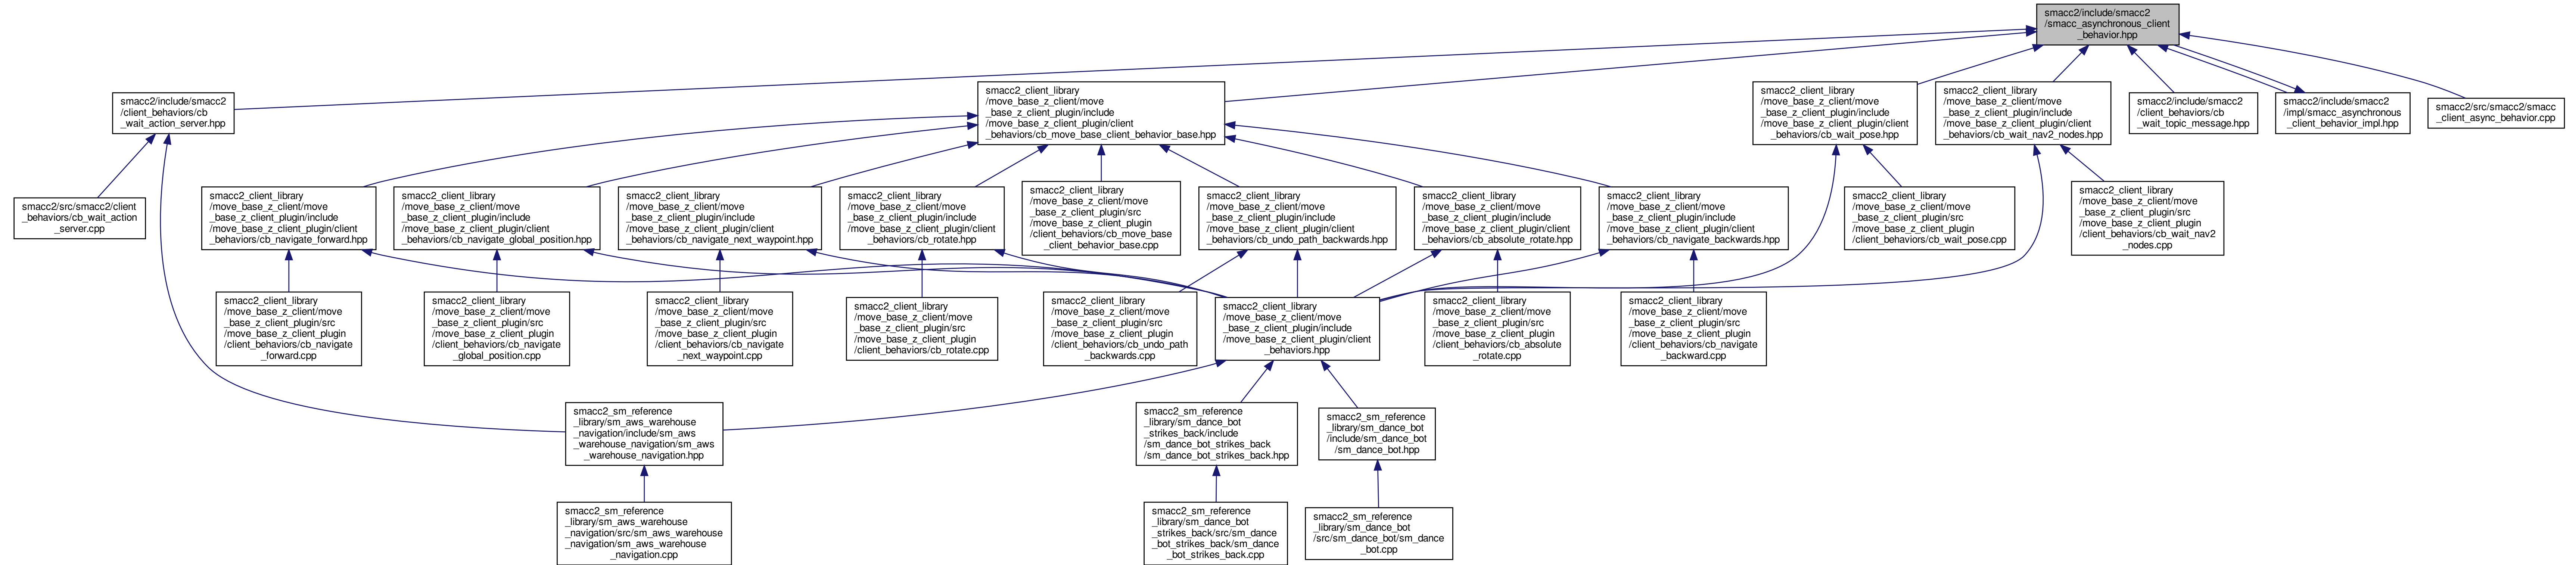 smacc2/include/smacc2
/smacc_asynchronous_client
_behavior.hpp
smacc2/include/smacc2
/client_behaviors/cb
_wait_action_server.hpp
smacc2_client_library
/move_base_z_client/move
_base_z_client_plugin/include
/move_base_z_client_plugin/client
_behaviors/cb_move_base_client_behavior_base.hpp
smacc2_client_library
/move_base_z_client/move
_base_z_client_plugin/include
/move_base_z_client_plugin/client
_behaviors/cb_wait_pose.hpp
smacc2_client_library
/move_base_z_client/move
_base_z_client_plugin/include
/move_base_z_client_plugin/client
_behaviors/cb_wait_nav2_nodes.hpp
smacc2/include/smacc2
/client_behaviors/cb
_wait_topic_message.hpp
smacc2/include/smacc2
/impl/smacc_asynchronous
_client_behavior_impl.hpp
smacc2/src/smacc2/smacc
_client_async_behavior.cpp
smacc2/src/smacc2/client
_behaviors/cb_wait_action
_server.cpp
smacc2_client_library
/move_base_z_client/move
_base_z_client_plugin/include
/move_base_z_client_plugin/client
_behaviors/cb_navigate_forward.hpp
smacc2_client_library
/move_base_z_client/move
_base_z_client_plugin/include
/move_base_z_client_plugin/client
_behaviors/cb_navigate_global_position.hpp
smacc2_client_library
/move_base_z_client/move
_base_z_client_plugin/include
/move_base_z_client_plugin/client
_behaviors/cb_navigate_next_waypoint.hpp
smacc2_client_library
/move_base_z_client/move
_base_z_client_plugin/include
/move_base_z_client_plugin/client
_behaviors/cb_rotate.hpp
smacc2_client_library
/move_base_z_client/move
_base_z_client_plugin/src
/move_base_z_client_plugin
/client_behaviors/cb_move_base
_client_behavior_base.cpp
smacc2_client_library
/move_base_z_client/move
_base_z_client_plugin/include
/move_base_z_client_plugin/client
_behaviors/cb_undo_path_backwards.hpp
smacc2_client_library
/move_base_z_client/move
_base_z_client_plugin/include
/move_base_z_client_plugin/client
_behaviors/cb_absolute_rotate.hpp
smacc2_client_library
/move_base_z_client/move
_base_z_client_plugin/include
/move_base_z_client_plugin/client
_behaviors/cb_navigate_backwards.hpp
smacc2_client_library
/move_base_z_client/move
_base_z_client_plugin/src
/move_base_z_client_plugin
/client_behaviors/cb_wait_pose.cpp
smacc2_client_library
/move_base_z_client/move
_base_z_client_plugin/src
/move_base_z_client_plugin
/client_behaviors/cb_wait_nav2
_nodes.cpp
smacc2_client_library
/move_base_z_client/move
_base_z_client_plugin/src
/move_base_z_client_plugin
/client_behaviors/cb_navigate
_forward.cpp
smacc2_client_library
/move_base_z_client/move
_base_z_client_plugin/src
/move_base_z_client_plugin
/client_behaviors/cb_navigate
_global_position.cpp
smacc2_client_library
/move_base_z_client/move
_base_z_client_plugin/src
/move_base_z_client_plugin
/client_behaviors/cb_navigate
_next_waypoint.cpp
smacc2_client_library
/move_base_z_client/move
_base_z_client_plugin/src
/move_base_z_client_plugin
/client_behaviors/cb_rotate.cpp
smacc2_client_library
/move_base_z_client/move
_base_z_client_plugin/src
/move_base_z_client_plugin
/client_behaviors/cb_undo_path
_backwards.cpp
smacc2_client_library
/move_base_z_client/move
_base_z_client_plugin/include
/move_base_z_client_plugin/client
_behaviors.hpp
smacc2_client_library
/move_base_z_client/move
_base_z_client_plugin/src
/move_base_z_client_plugin
/client_behaviors/cb_absolute
_rotate.cpp
smacc2_client_library
/move_base_z_client/move
_base_z_client_plugin/src
/move_base_z_client_plugin
/client_behaviors/cb_navigate
_backward.cpp
smacc2_sm_reference
_library/sm_aws_warehouse
_navigation/include/sm_aws
_warehouse_navigation/sm_aws
_warehouse_navigation.hpp
smacc2_sm_reference
_library/sm_dance_bot
_strikes_back/include
/sm_dance_bot_strikes_back
/sm_dance_bot_strikes_back.hpp
smacc2_sm_reference
_library/sm_dance_bot
/include/sm_dance_bot
/sm_dance_bot.hpp
smacc2_sm_reference
_library/sm_aws_warehouse
_navigation/src/sm_aws_warehouse
_navigation/sm_aws_warehouse
_navigation.cpp
smacc2_sm_reference
_library/sm_dance_bot
_strikes_back/src/sm_dance
_bot_strikes_back/sm_dance
_bot_strikes_back.cpp
smacc2_sm_reference
_library/sm_dance_bot
/src/sm_dance_bot/sm_dance
_bot.cpp